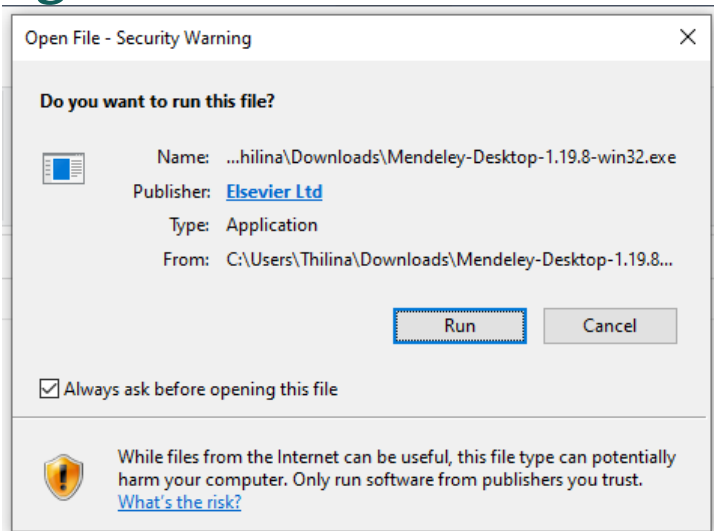 Open File - Security Warning
Do you want to run this file?
Name: ...hilina\Downloads\Mendeley-Desktop-1.19.8-win32.exe
Publisher: Elsevier Ltd
Type: Application
From: C:\Users\Thilina\Downloads\Mendeley-Desktop-1.19.8...
Run Cancel
Always ask before opening this file
While files from the Internet can be useful, this file type can potentially
harm your computer. Only run software from publishers you trust.
What's the risk?